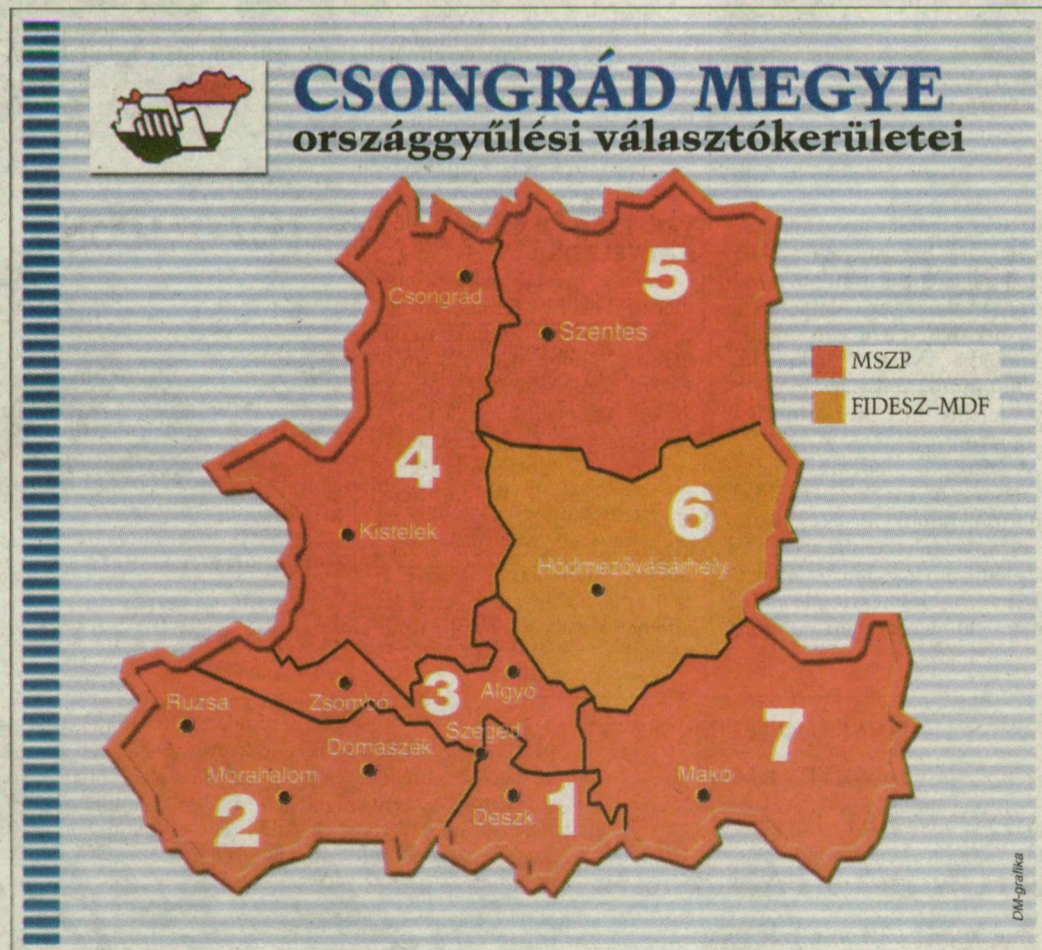 CSONGRÁD MEGYE
országgyűlési választókerületei
5
Csongrád
Szentes
MSZP
FIDESZ–MDF
4
6
Kistelek
Hódmezővásárhely
3
Algyő
Ruzsa
Zsombó
Szeged
7
Domaszék
Mórahalom
Makó
2
Deszk
1
DM-grafika